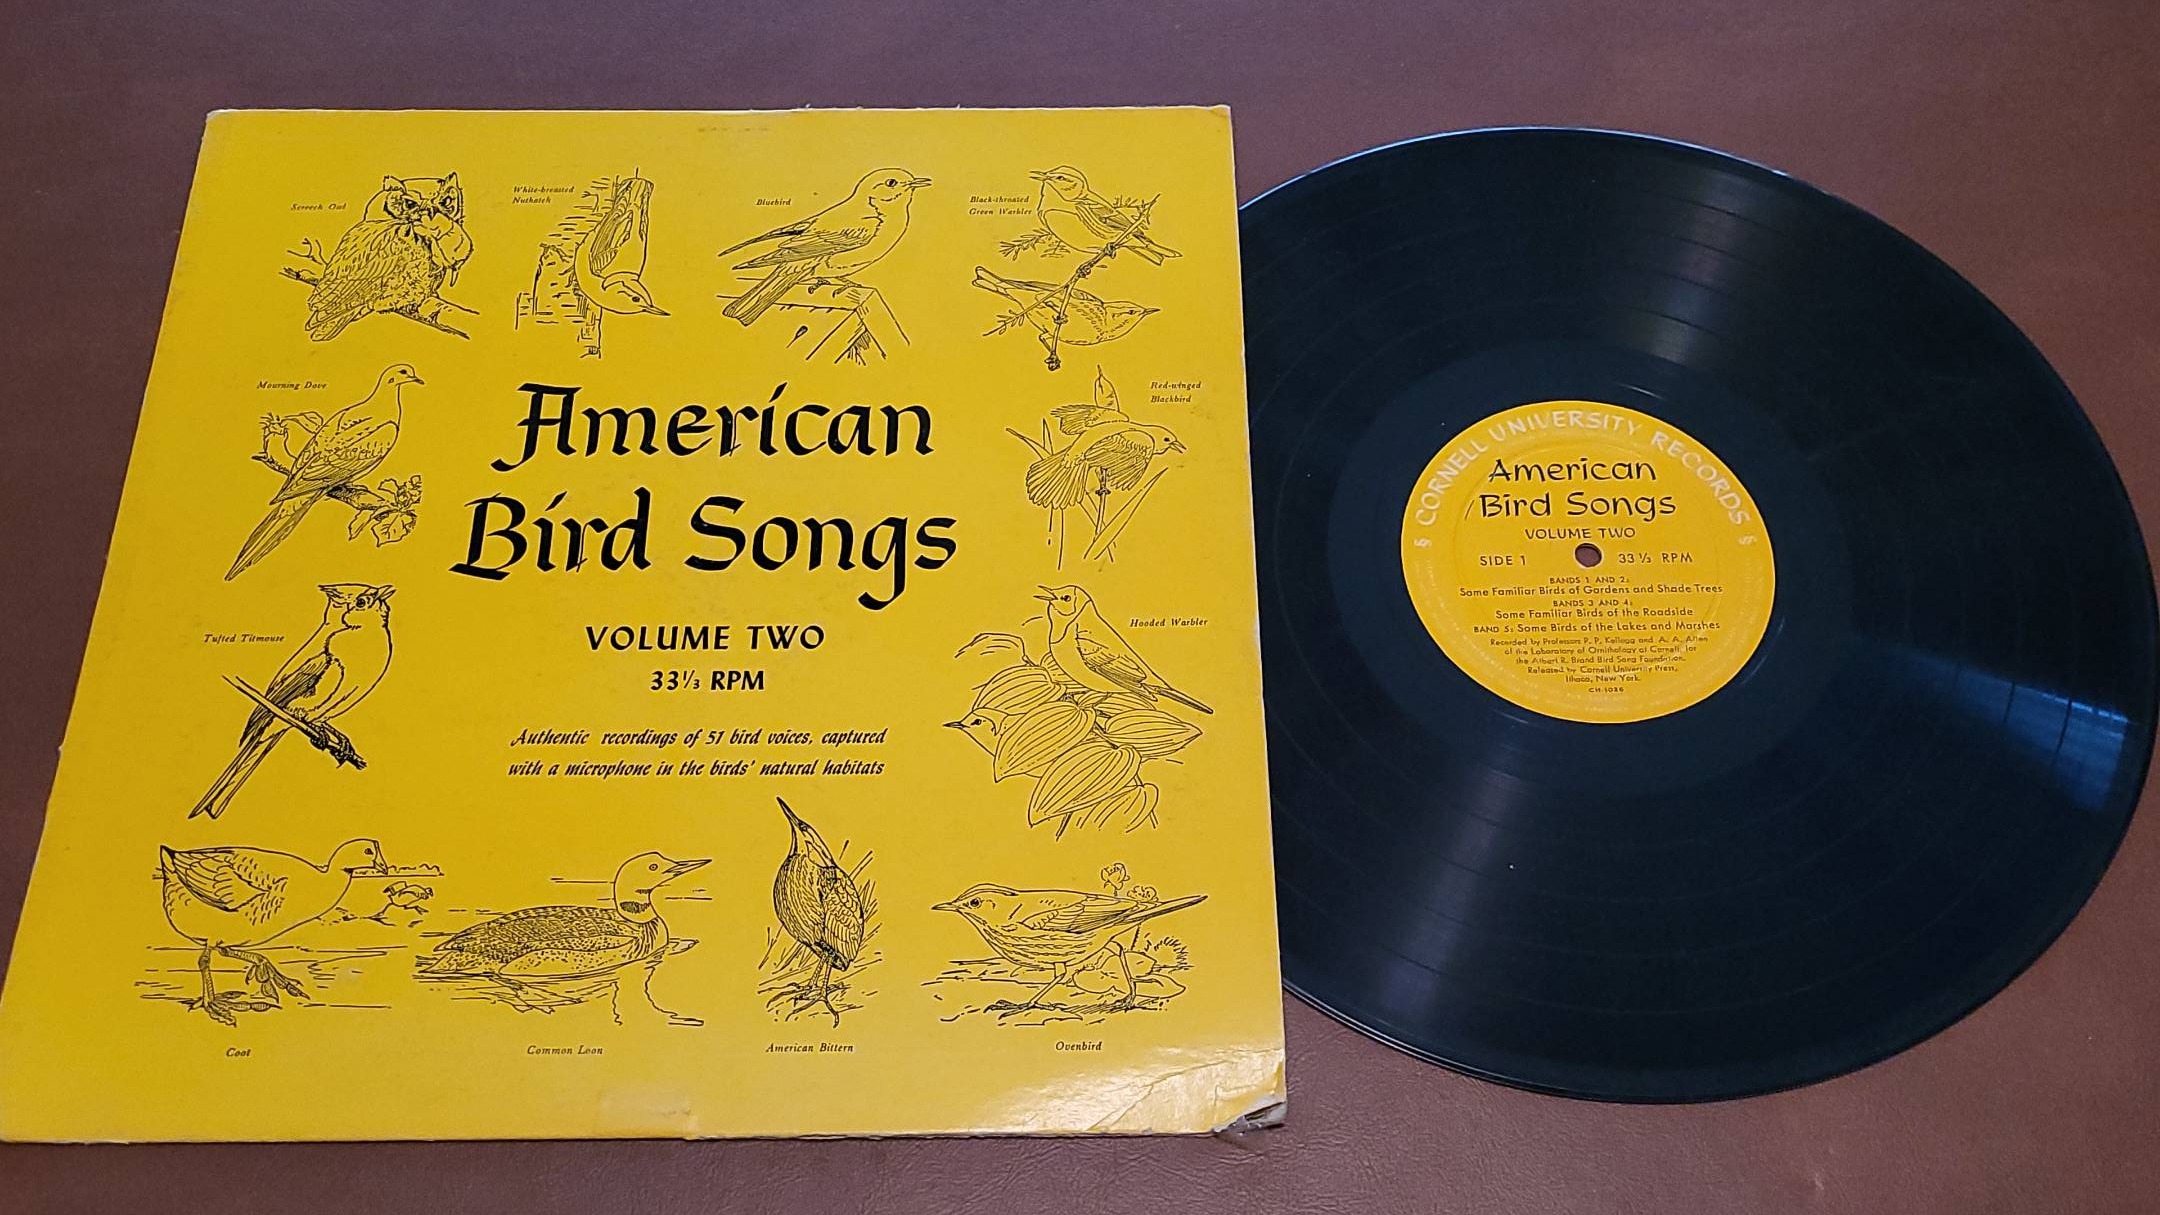 Screech Owl
White-breasted
Nuthatch
Bluebird
Black-throated
Green Warbler
Mourning Dove
Red-winged
Blackbird
American
Bird Songs
VOLUME TWO
33⅓ RPM
Authentic recordings of 51 bird voices, captured
with a microphone in the birds' natural habitats
Tufted Titmouse
Hooded Warbler
Coot
Common Loon
American Bittern
Ovenbird
§ CORNELL UNIVERSITY RECORDS §
American
Bird Songs
VOLUME TWO
SIDE 1 33⅓ RPM
BANDS 1 AND 2:
Some Familiar Birds of Gardens and Shade Trees
BANDS 3 AND 4:
Some Familiar Birds of the Roadside
BAND 5: Some Birds of the Lakes and Marshes
Recorded by Professors P. P. Kellogg and A. A. Allen
of the Laboratory of Ornithology at Cornell, for
the Albert R. Brand Bird Song Foundation.
Released by Cornell University Press,
Ithaca, New York.
CH-1026